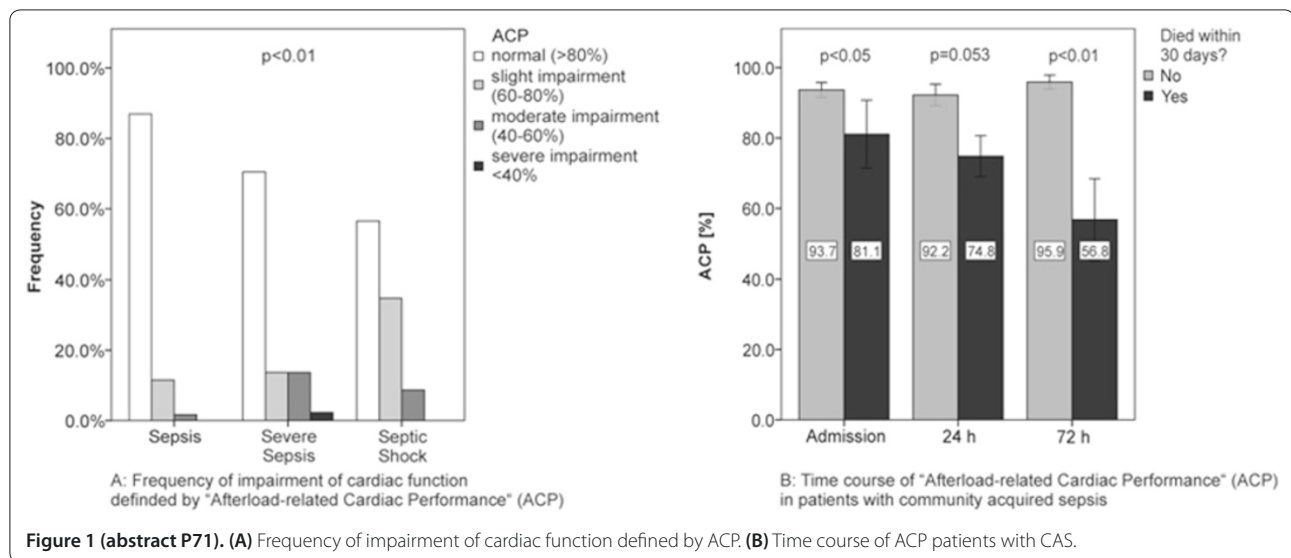 ACP
normal (>80%)
slight impairment
(60-80%)
moderate impairment
(40-60%)
severe impairment
<40%
p<0.01
100.0%
80.0%
60.0%
40.0%
20.0%
0.0%
Frequency
Sepsis
Severe
Sepsis
Septic
Shock
A: Frequency of impairment of cardiac function
definded by "Afterload-related Cardiac Performance“ (ACP)
Died within
30 days?
No
Yes
p<0.05 p=0.053 p<0.01
100.0
80.0
60.0
40.0
20.0
0.0
ACP [%]
93.7 81.1 92.2 74.8 95.9 56.8
Admission 24 h 72 h
B: Time course of “Afterload-related Cardiac Performance“ (ACP)
in patients with community acquired sepsis
Figure 1 (abstract P71). (A) Frequency of impairment of cardiac function defined by ACP. (B) Time course of ACP patients with CAS.